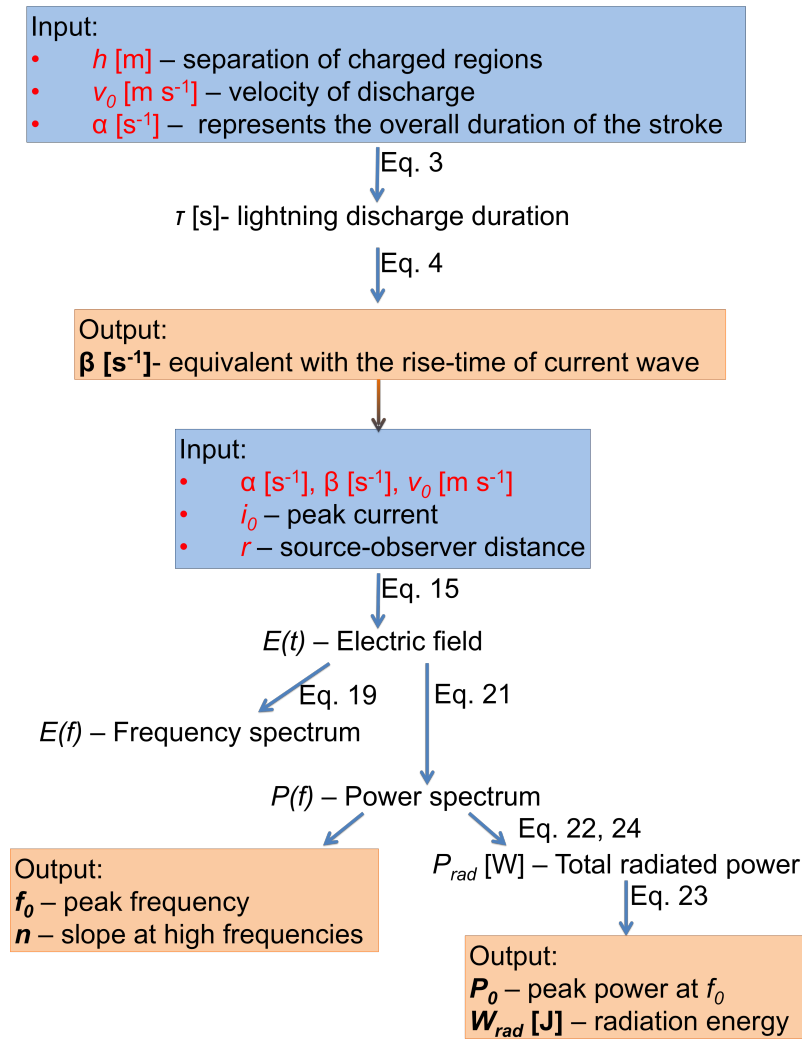 Input:
• h [m] – separation of charged regions
• v₀ [m s⁻¹] – velocity of discharge
• α [s⁻¹] – represents the overall duration of the stroke
Eq. 3
τ [s]- lightning discharge duration
Eq. 4
Output:
β [s⁻¹]- equivalent with the rise-time of current wave
Input:
• α [s⁻¹], β [s⁻¹], v₀ [m s⁻¹]
• i₀ – peak current
• r – source-observer distance
Eq. 15
E(t) – Electric field
Eq. 19
Eq. 21
E(f) – Frequency spectrum
P(f) – Power spectrum
Eq. 22, 24
P_rad [W] – Total radiated power
Eq. 23
Output:
f₀ – peak frequency
n – slope at high frequencies
Output:
P₀ – peak power at f₀
W_rad [J] – radiation energy